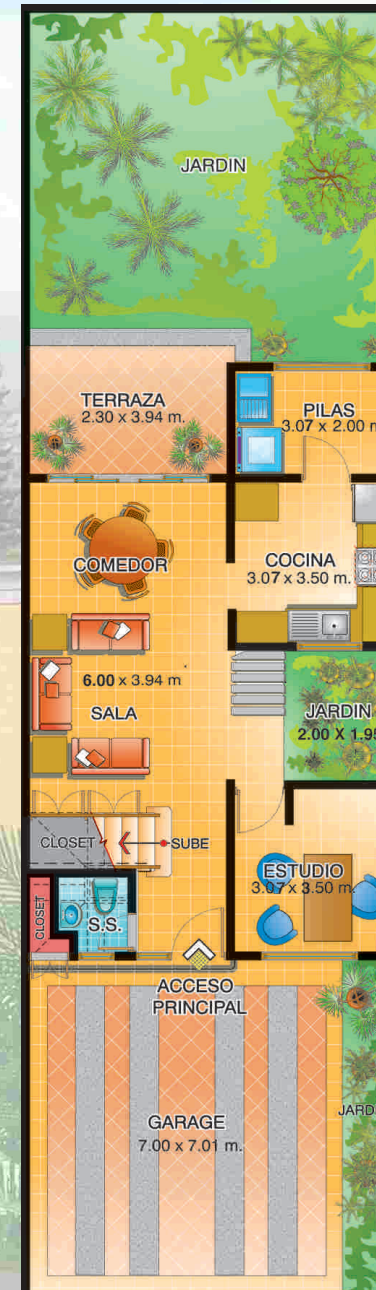 JARDIN
TERRAZA
2.30 x 3.94 m.
PILAS
3.07 x 2.00 m
COMEDOR
COCINA
3.07 x 3.50 m.
6.00 x 3.94 m
SALA
JARDIN
2.00 X 1.95
CLOSET
SUBE
ESTUDIO
3.07 x 3.50 m.
CLOSET
S.S.
ACCESO
PRINCIPAL
JARD
GARAGE
7.00 x 7.01 m.